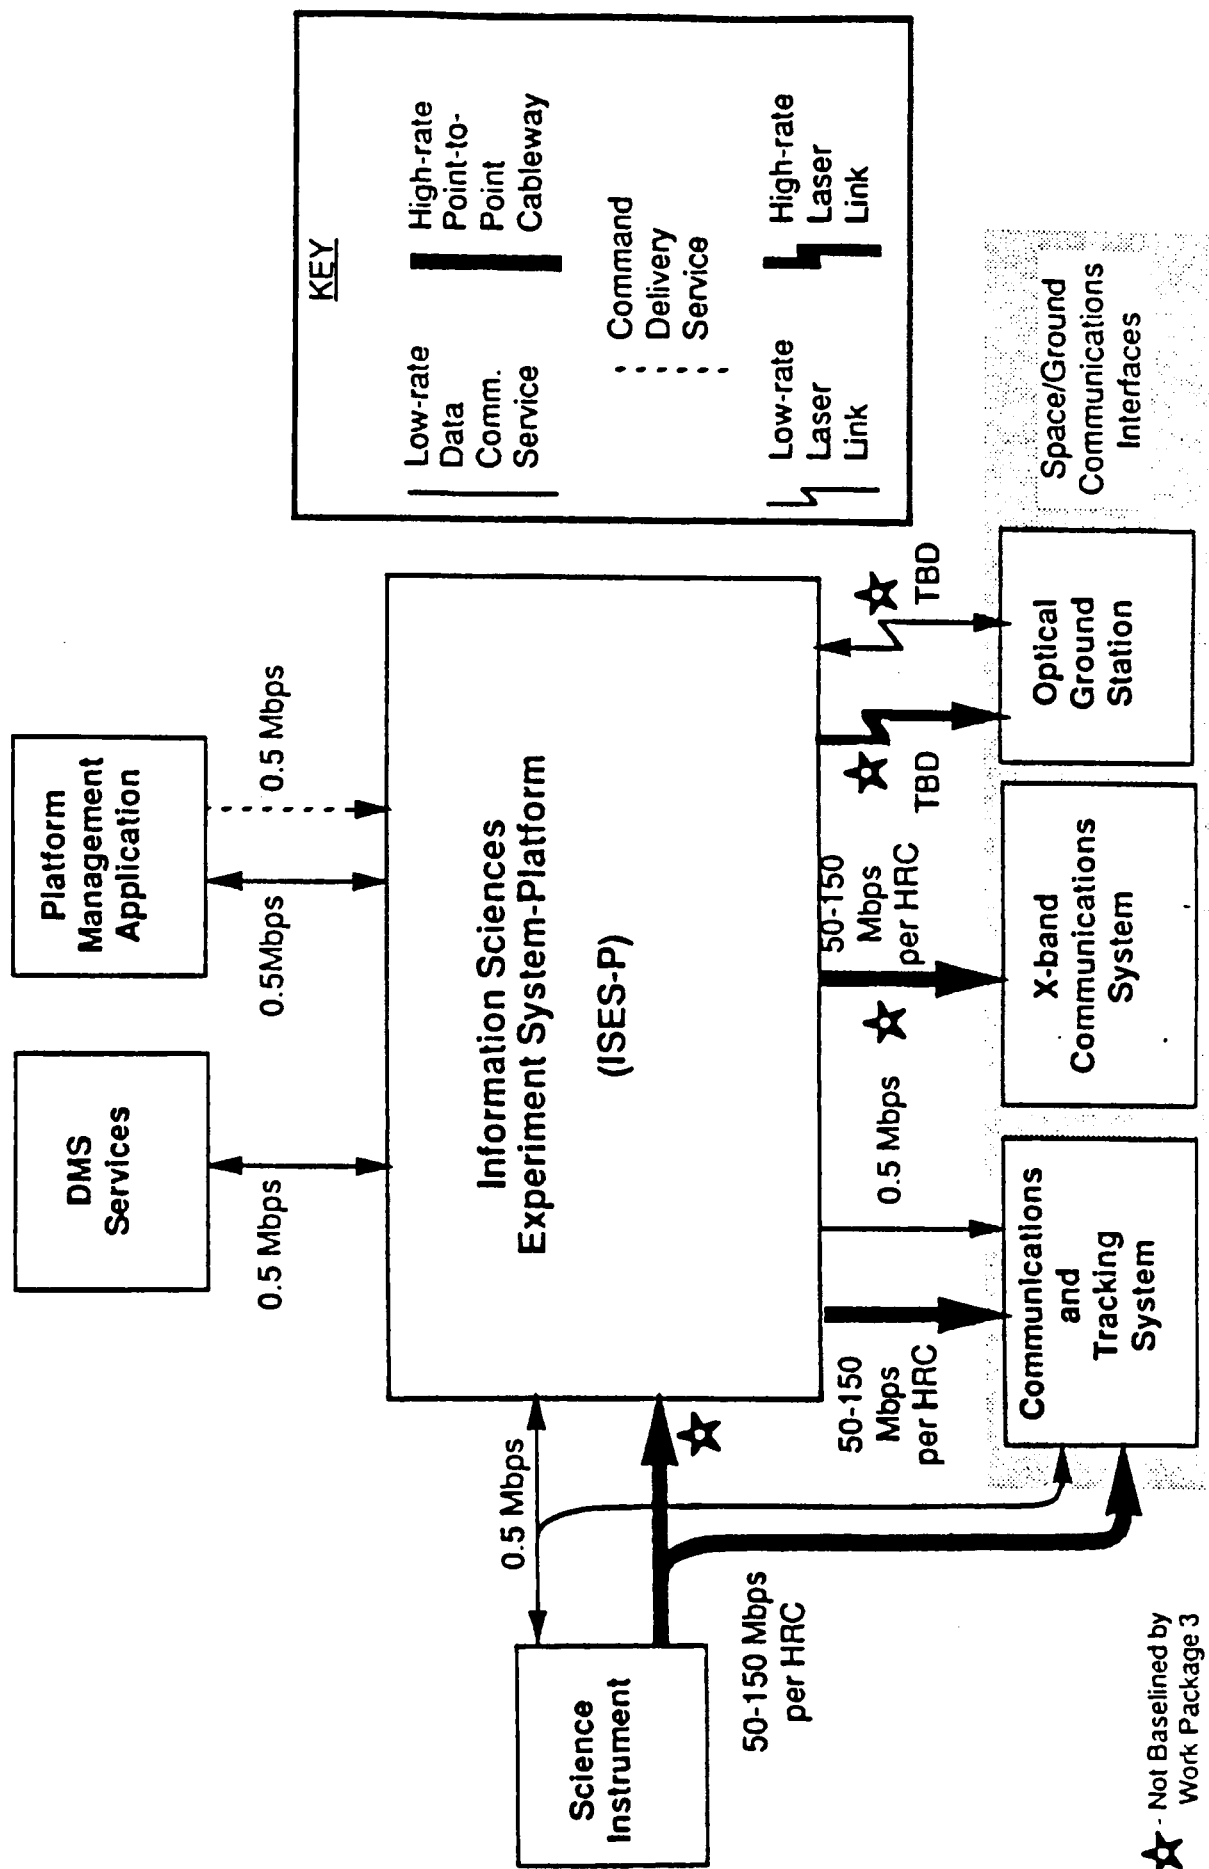 DMS
Services
Platform
Management
Application
0.5 Mbps
0.5Mbps
0.5 Mbps
KEY
Low-rate
Data
Comm.
Service
High-rate
Point-to-
Point
Cableway
Command
Delivery
Service
Low-rate
Laser
Link
High-rate
Laser
Link
Science
Instrument
0.5 Mbps
50-150 Mbps
per HRC
Information Sciences
Experiment System-Platform
(ISES-P)
50-150
Mbps
per HRC
0.5 Mbps
50-150
Mbps
per HRC
TBD
TBD
Communications
and
Tracking
System
X-band
Communications
System
Optical
Ground
Station
Space/Ground
Communications
Interfaces
- Not Baselined by
Work Package 3